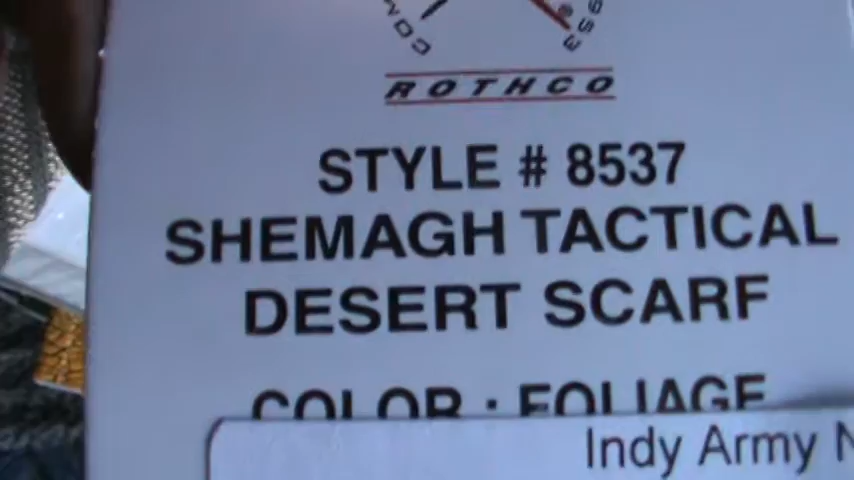 ROTHCO
STYLE # 8537
SHEMAGH TACTICAL
DESERT SCARF
COLOR : FOLIAGE
Indy Army